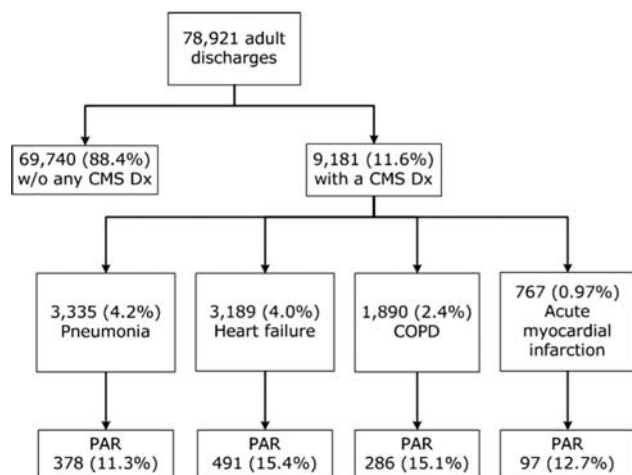 78,921 adult
discharges
69,740 (88.4%)
w/o any CMS Dx
9,181 (11.6%)
with a CMS Dx
3,335 (4.2%)
Pneumonia
3,189 (4.0%)
Heart failure
1,890 (2.4%)
COPD
767 (0.97%)
Acute
myocardial
infarction
PAR
378 (11.3%)
PAR
491 (15.4%)
PAR
286 (15.1%)
PAR
97 (12.7%)